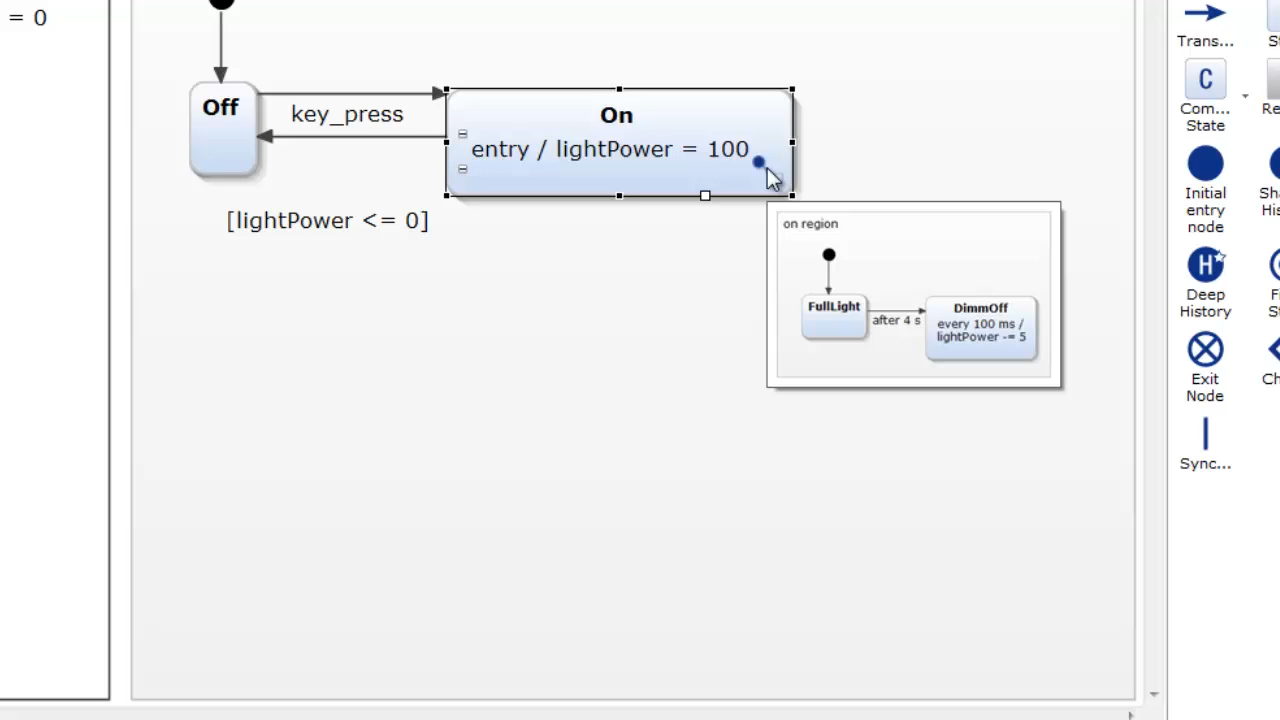 = 0
Off
key_press
On
entry / lightPower = 100
[lightPower <= 0]
on region
FullLight
after 4 s
DimmOff
every 100 ms /
lightPower -= 5
Trans...
C
Com...
State
Initial
entry
node
H
Deep
History
Exit
Node
Sync...